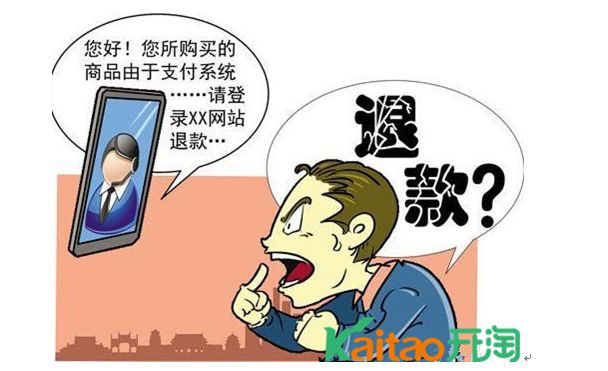 您好！您所购买的
商品由于支付系统
……请登
录XX网站
退款…
退
款？
Kaitao开淘